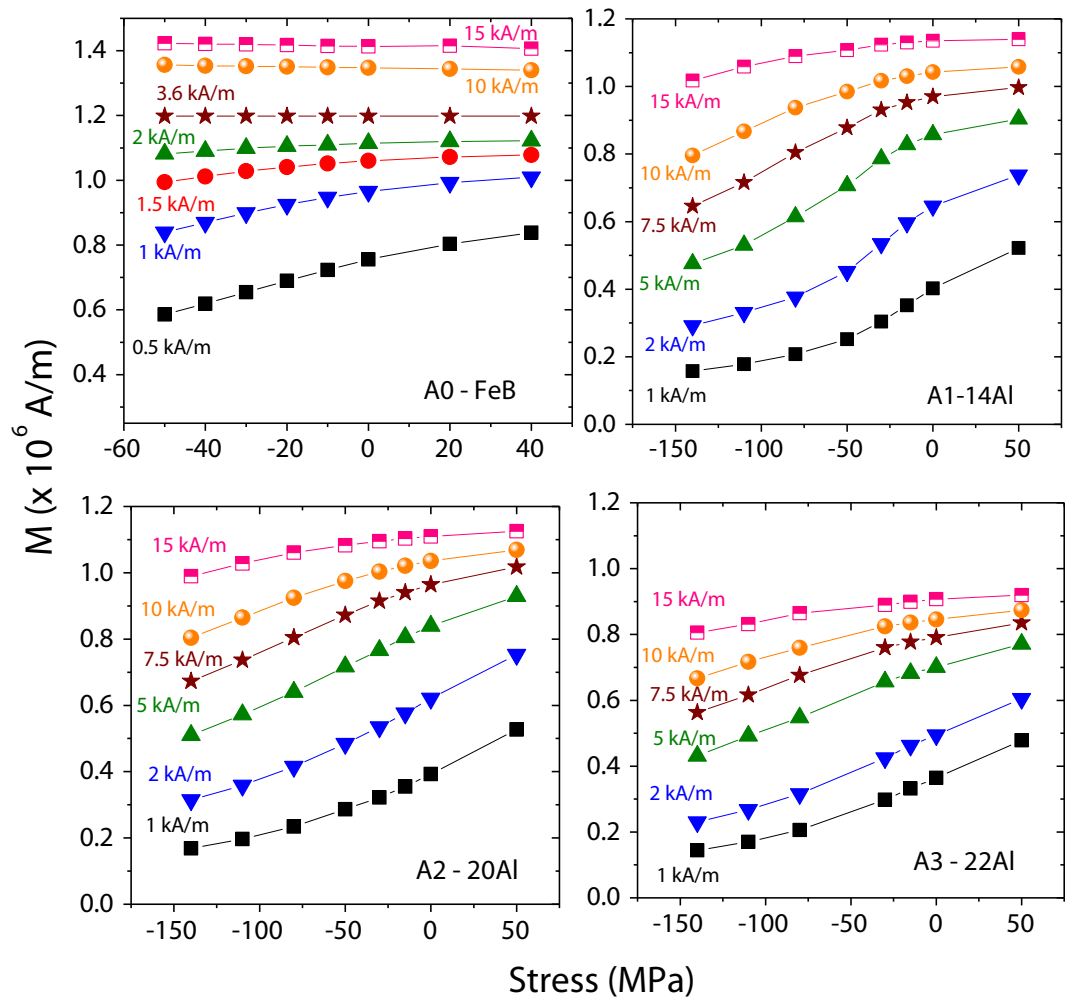 1.4
1.2
1.0
0.8
0.6
0.4
15 kA/m
10 kA/m
3.6 kA/m
2 kA/m
1.5 kA/m
1 kA/m
0.5 kA/m
A0 - FeB
-60 -40 -20 0 20 40
1.2
1.0
0.8
0.6
0.4
0.2
0.0
15 kA/m
10 kA/m
7.5 kA/m
5 kA/m
2 kA/m
1 kA/m
A1-14Al
-150 -100 -50 0 50
M (x 10⁶ A/m)
1.2
1.0
0.8
0.6
0.4
0.2
0.0
15 kA/m
10 kA/m
7.5 kA/m
5 kA/m
2 kA/m
1 kA/m
A2 - 20Al
-150 -100 -50 0 50
1.2
1.0
0.8
0.6
0.4
0.2
0.0
15 kA/m
10 kA/m
7.5 kA/m
5 kA/m
2 kA/m
1 kA/m
A3 - 22Al
-150 -100 -50 0 50
Stress (MPa)